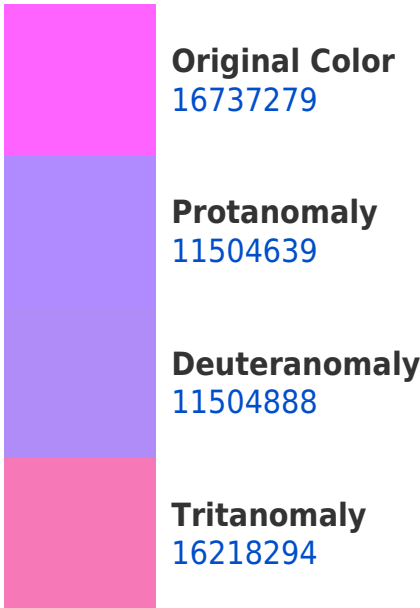 Original Color
16737279
Protanomaly
11504639
Deuteranomaly
11504888
Tritanomaly
16218294